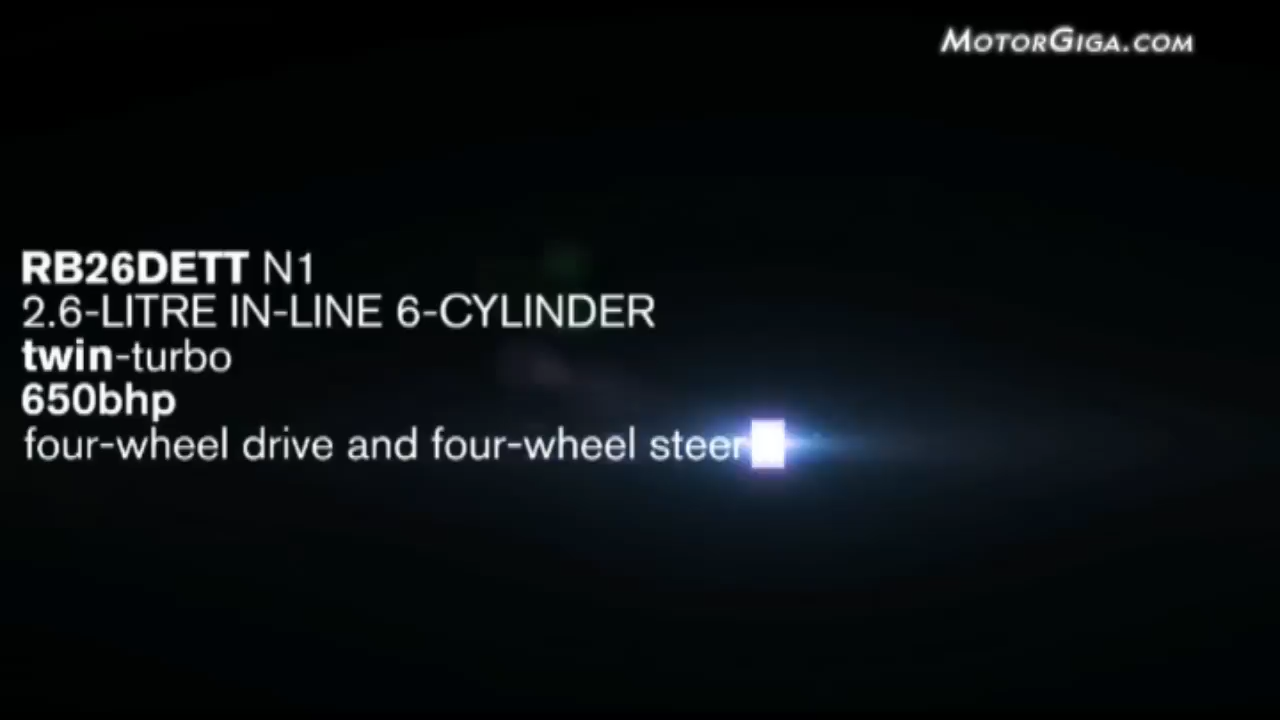 MOTORGIGA.COM
RB26DETT N1
2.6-LITRE IN-LINE 6-CYLINDER
twin-turbo
650bhp
four-wheel drive and four-wheel steer